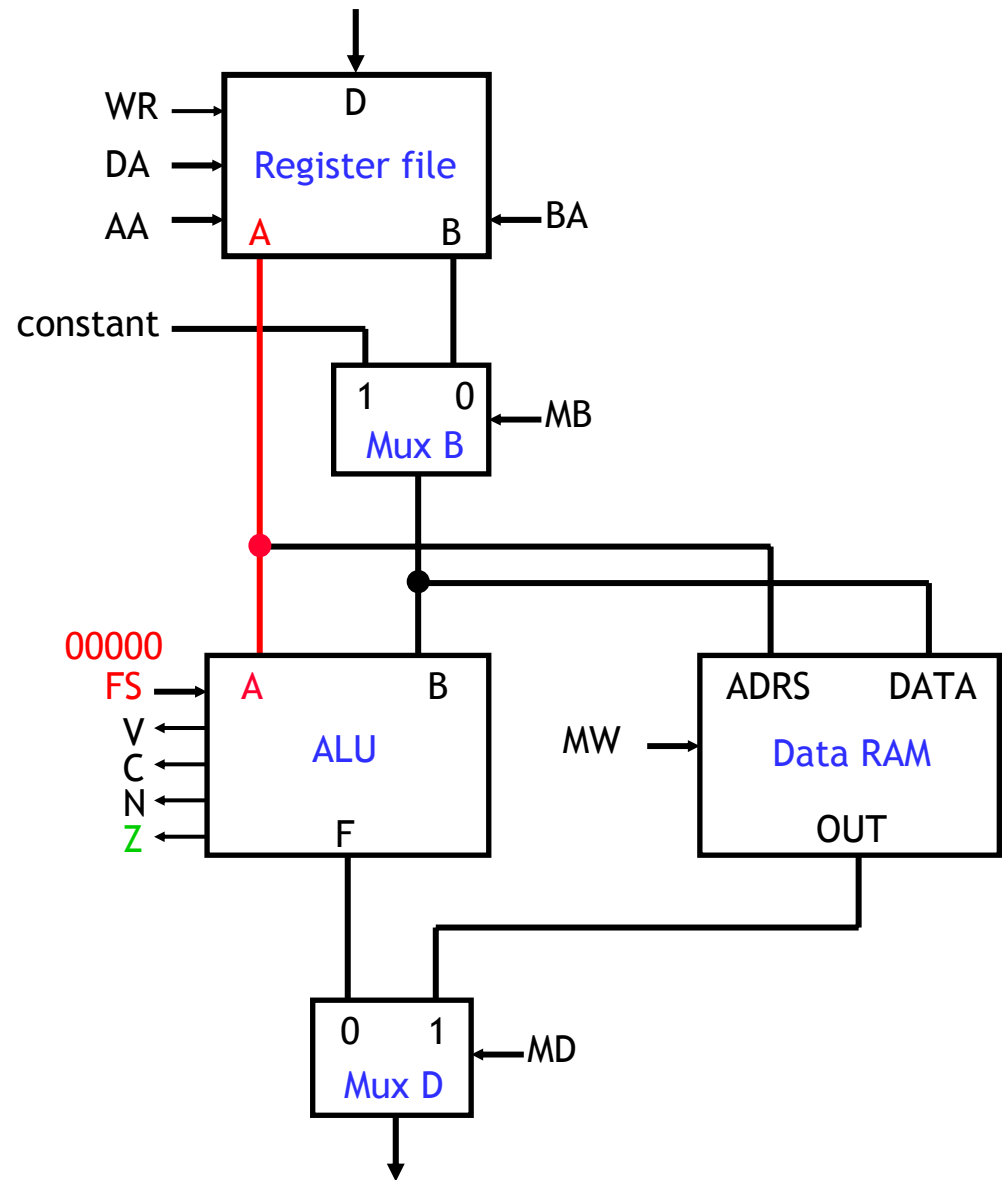 D
WR
Register file
DA
AA
BA
A
B
constant
1
0
MB
Mux B
00000
FS
A
B
ADRS
DATA
V
ALU
MW
Data RAM
C
N
Z
F
OUT
0
1
MD
Mux D